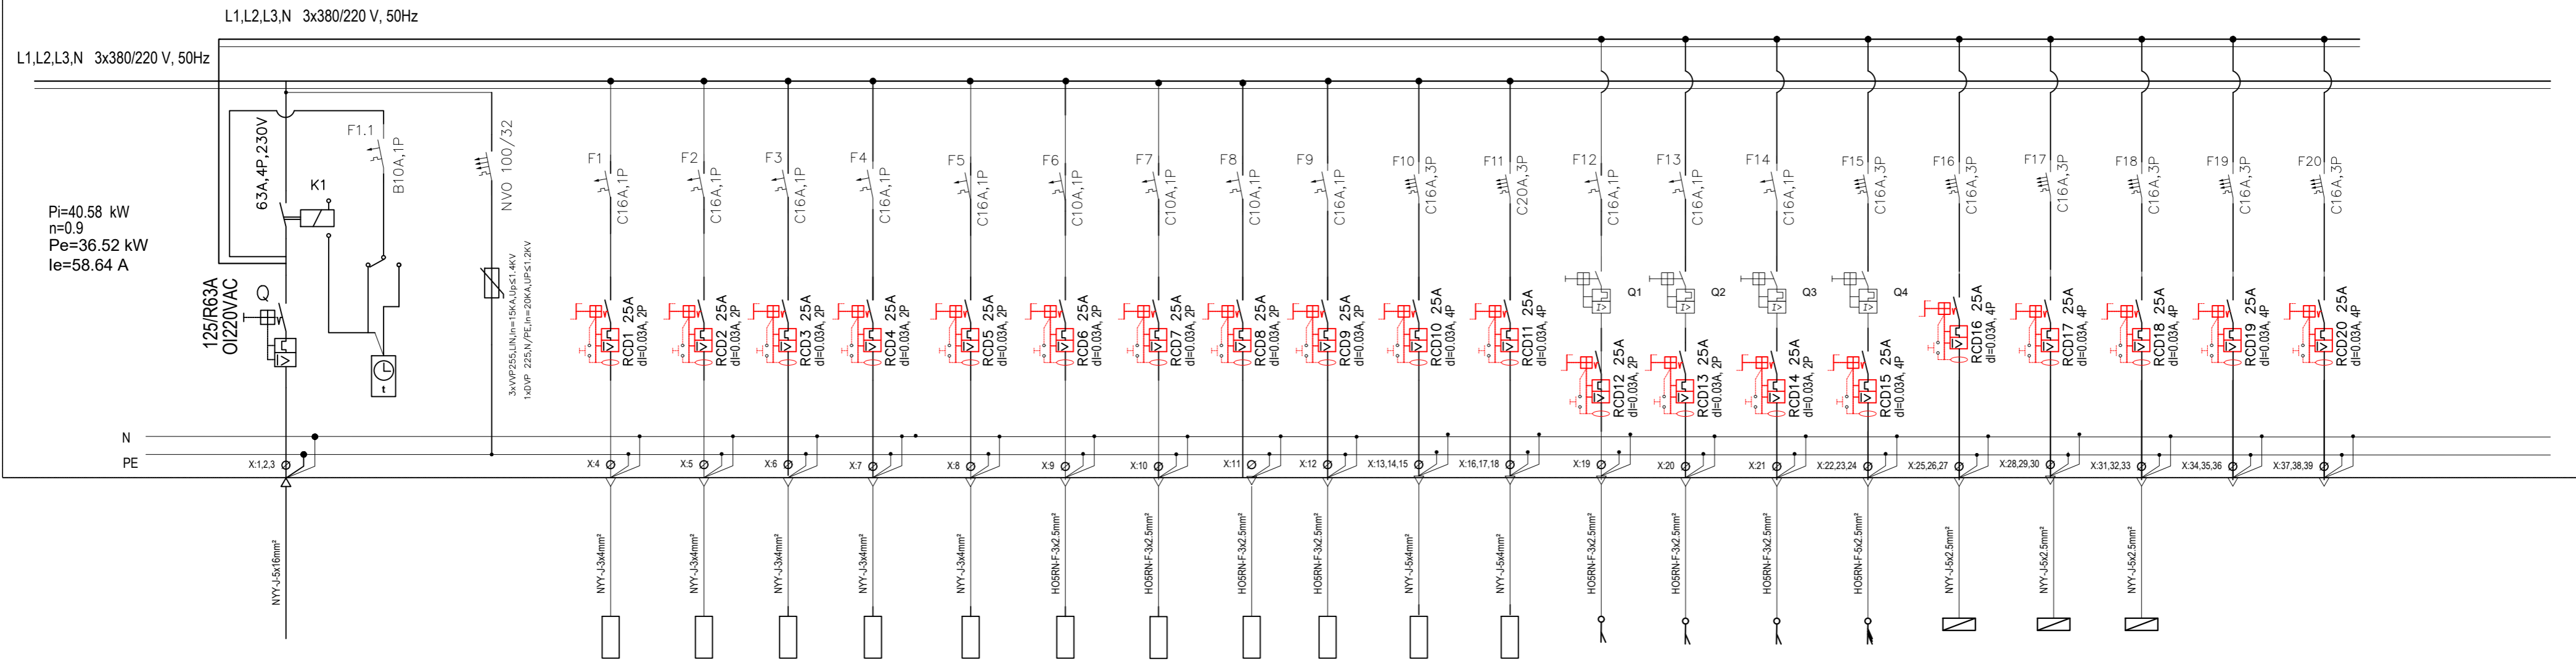 L1,L2,L3,N 3x380/220 V, 50Hz
L1,L2,L3,N 3x380/220 V, 50Hz
Pi=40.58 kW
n=0.9
Pe=36.52 kW
Ie=58.64 A
63A,4P,230V
K1
F1.1
B10A,1P
NVO 100/32
125/R63A
OI220VAC
Q
t
3xVVP255,L\N,In=15KA,Up≤1.4KV
1xDVP 225,N/PE,In=20KA,UP≤1.2KV
F1
C16A,1P
F2
C16A,1P
F3
C16A,1P
F4
C16A,1P
F5
C16A,1P
F6
C10A,1P
F7
C10A,1P
F8
C10A,1P
F9
C16A,1P
F10
C16A,3P
F11
C20A,3P
F12
C16A,1P
F13
C16A,1P
F14
C16A,1P
F15
C16A,3P
F16
C16A,3P
F17
C16A,3P
F18
C16A,3P
F19
C16A,3P
F20
C16A,3P
Q1
I>
Q2
I>
Q3
I>
Q4
I>
RCD1 25A
dI=0.03A, 2P
RCD2 25A
dI=0.03A, 2P
RCD3 25A
dI=0.03A, 2P
RCD4 25A
dI=0.03A, 2P
RCD5 25A
dI=0.03A, 2P
RCD6 25A
dI=0.03A, 2P
RCD7 25A
dI=0.03A, 2P
RCD8 25A
dI=0.03A, 2P
RCD9 25A
dI=0.03A, 2P
RCD10 25A
dI=0.03A, 4P
RCD11 25A
dI=0.03A, 4P
RCD12 25A
dI=0.03A, 2P
RCD13 25A
dI=0.03A, 2P
RCD14 25A
dI=0.03A, 2P
RCD15 25A
dI=0.03A, 4P
RCD16 25A
dI=0.03A, 4P
RCD17 25A
dI=0.03A, 4P
RCD18 25A
dI=0.03A, 4P
RCD19 25A
dI=0.03A, 4P
RCD20 25A
dI=0.03A, 4P
N
PE
X:1,2,3
X:4
X:5
X:6
X:7
X:8
X:9
X:10
X:11
X:12
X:13,14,15
X:16,17,18
X:19
X:20
X:21
X:22,23,24
X:25,26,27
X:28,29,30
X:31,32,33
X:34,35,36
X:37,38,39
NYY-J-5x16mm²
NYY-J-3x4mm²
NYY-J-3x4mm²
NYY-J-3x4mm²
NYY-J-3x4mm²
NYY-J-3x4mm²
HO5RN-F-3x2.5mm²
HO5RN-F-3x2.5mm²
HO5RN-F-3x2.5mm²
HO5RN-F-3x2.5mm²
NYY-J-5x4mm²
NYY-J-5x4mm²
HO5RN-F-3x2.5mm²
HO5RN-F-3x2.5mm²
HO5RN-F-3x2.5mm²
HO5RN-F-5x2.5mm²
NYY-J-5x2.5mm²
NYY-J-5x2.5mm²
NYY-J-5x2.5mm²